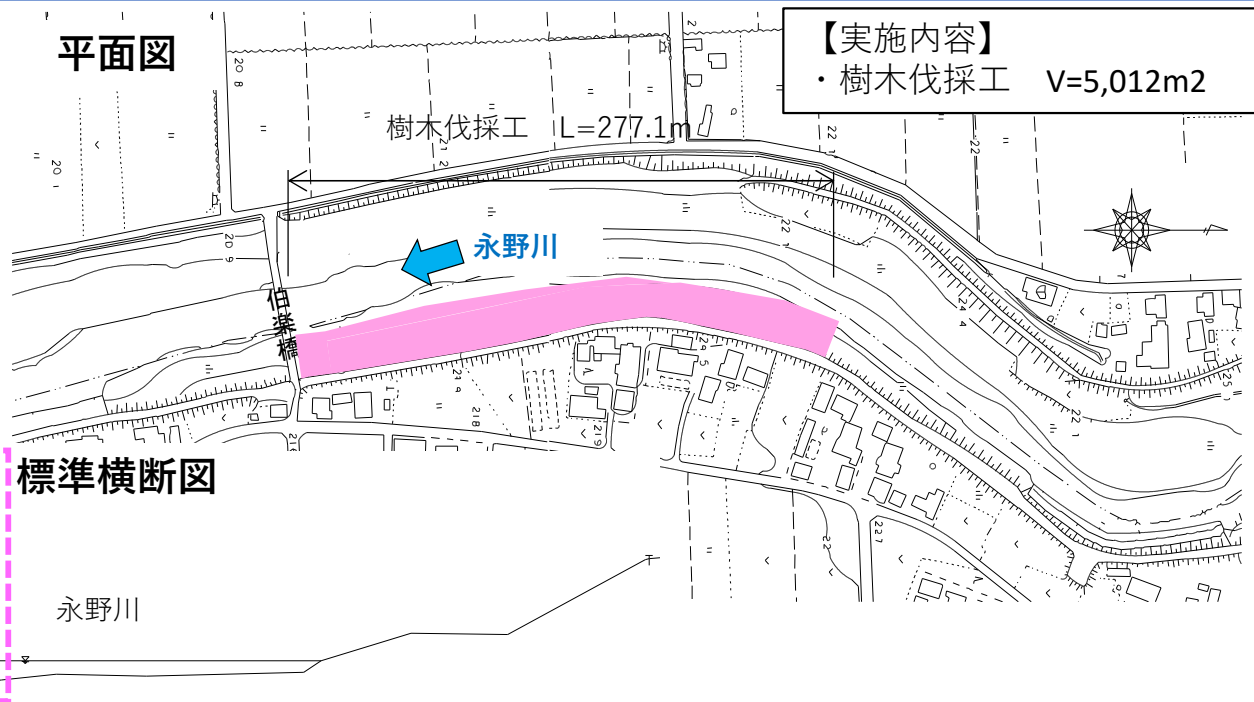 平面図
【実施内容】
・樹木伐採工 V=5,012m2
樹木伐採工 L=277.1m
永野川
伯楽橋
標準横断図
永野川